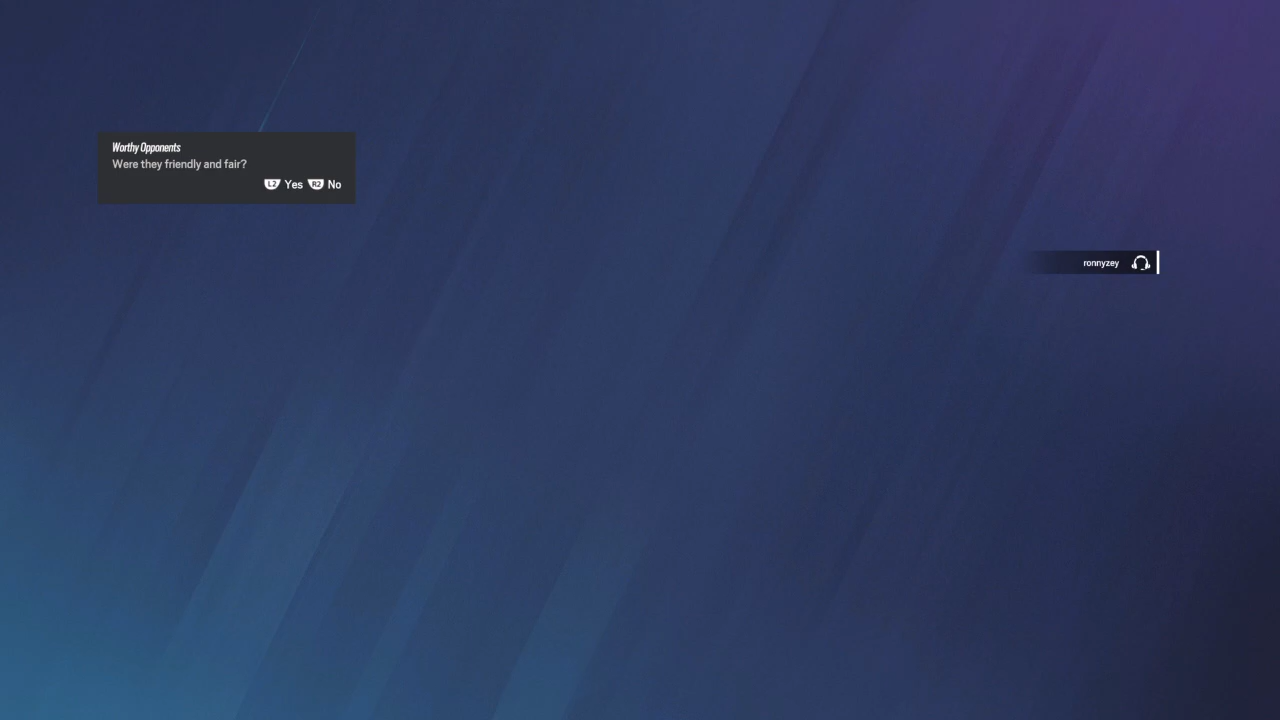 Worthy Opponents
Were they friendly and fair?
L2 Yes R2 No
ronnyzey